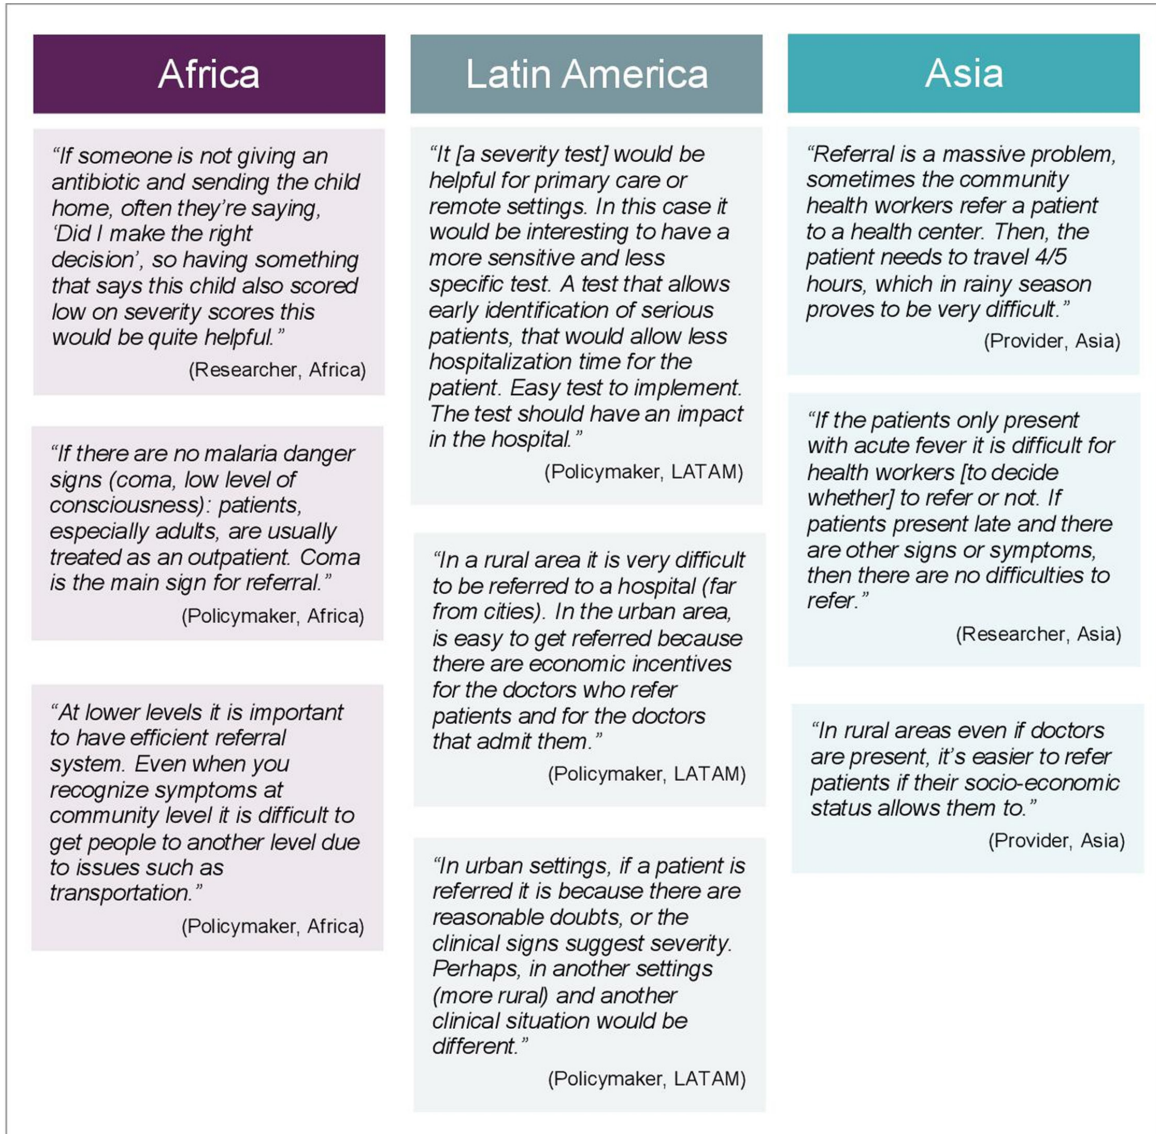 Africa
“If someone is not giving an
antibiotic and sending the child
home, often they’re saying,
‘Did I make the right
decision’, so having something
that says this child also scored
low on severity scores this
would be quite helpful.”
(Researcher, Africa)
“If there are no malaria danger
signs (coma, low level of
consciousness): patients,
especially adults, are usually
treated as an outpatient. Coma
is the main sign for referral.”
(Policymaker, Africa)
“At lower levels it is important
to have efficient referral
system. Even when you
recognize symptoms at
community level it is difficult to
get people to another level due
to issues such as
transportation.”
(Policymaker, Africa)
Latin America
“It [a severity test] would be
helpful for primary care or
remote settings. In this case it
would be interesting to have a
more sensitive and less
specific test. A test that allows
early identification of serious
patients, that would allow less
hospitalization time for the
patient. Easy test to implement.
The test should have an impact
in the hospital.”
(Policymaker, LATAM)
“In a rural area it is very difficult
to be referred to a hospital (far
from cities). In the urban area,
is easy to get referred because
there are economic incentives
for the doctors who refer
patients and for the doctors
that admit them.”
(Policymaker, LATAM)
“In urban settings, if a patient is
referred it is because there are
reasonable doubts, or the
clinical signs suggest severity.
Perhaps, in another settings
(more rural) and another
clinical situation would be
different.”
(Policymaker, LATAM)
Asia
“Referral is a massive problem,
sometimes the community
health workers refer a patient
to a health center. Then, the
patient needs to travel 4/5
hours, which in rainy season
proves to be very difficult.”
(Provider, Asia)
“If the patients only present
with acute fever it is difficult for
health workers [to decide
whether] to refer or not. If
patients present late and there
are other signs or symptoms,
then there are no difficulties to
refer.”
(Researcher, Asia)
“In rural areas even if doctors
are present, it’s easier to refer
patients if their socio-economic
status allows them to.”
(Provider, Asia)